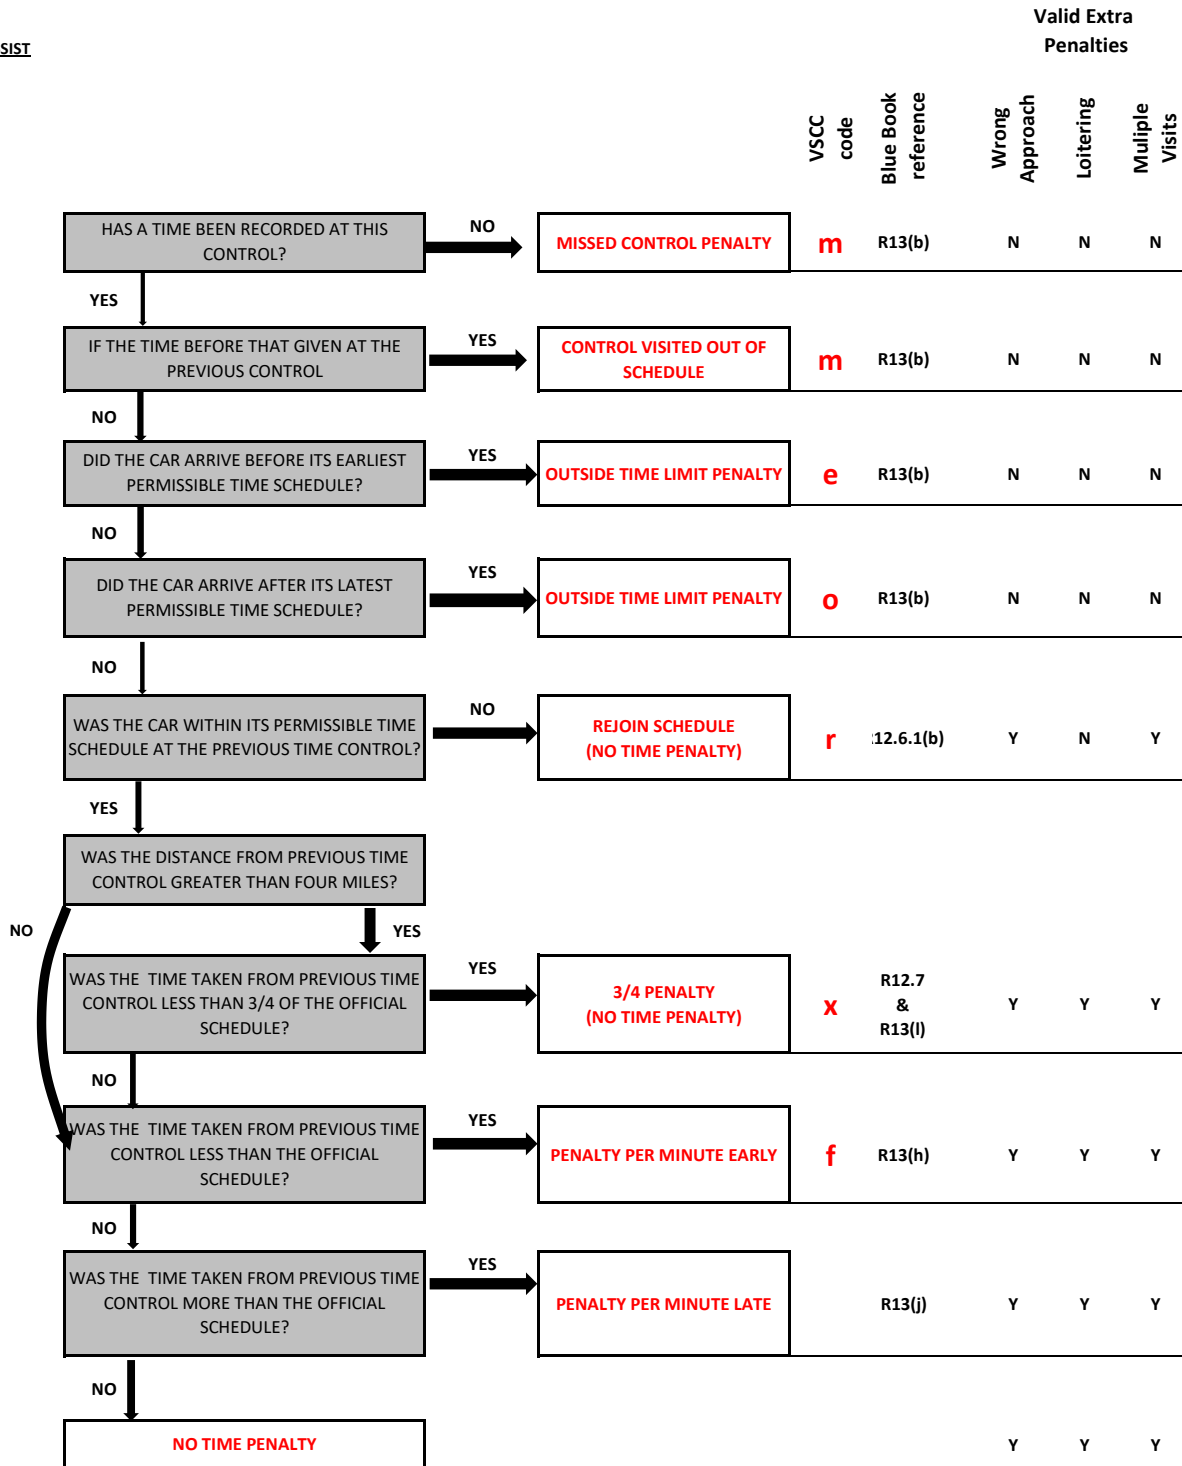 Valid Extra
Penalties
SIST
VSCC
code
Blue Book
reference
Wrong
Approach
Loitering
Muliple
Visits
HAS A TIME BEEN RECORDED AT THIS
CONTROL?
NO
MISSED CONTROL PENALTY
m
R13(b)
N
N
N
YES
IF THE TIME BEFORE THAT GIVEN AT THE
PREVIOUS CONTROL
YES
CONTROL VISITED OUT OF
SCHEDULE
m
R13(b)
N
N
N
NO
DID THE CAR ARRIVE BEFORE ITS EARLIEST
PERMISSIBLE TIME SCHEDULE?
YES
OUTSIDE TIME LIMIT PENALTY
e
R13(b)
N
N
N
NO
DID THE CAR ARRIVE AFTER ITS LATEST
PERMISSIBLE TIME SCHEDULE?
YES
OUTSIDE TIME LIMIT PENALTY
o
R13(b)
N
N
N
NO
WAS THE CAR WITHIN ITS PERMISSIBLE TIME
SCHEDULE AT THE PREVIOUS TIME CONTROL?
NO
REJOIN SCHEDULE
(NO TIME PENALTY)
r
12.6.1(b)
Y
N
Y
YES
WAS THE DISTANCE FROM PREVIOUS TIME
CONTROL GREATER THAN FOUR MILES?
NO
YES
WAS THE TIME TAKEN FROM PREVIOUS TIME
CONTROL LESS THAN 3/4 OF THE OFFICIAL
SCHEDULE?
YES
3/4 PENALTY
(NO TIME PENALTY)
x
R12.7
&
R13(l)
Y
Y
Y
NO
WAS THE TIME TAKEN FROM PREVIOUS TIME
CONTROL LESS THAN THE OFFICIAL
SCHEDULE?
YES
PENALTY PER MINUTE EARLY
f
R13(h)
Y
Y
Y
NO
WAS THE TIME TAKEN FROM PREVIOUS TIME
CONTROL MORE THAN THE OFFICIAL
SCHEDULE?
YES
PENALTY PER MINUTE LATE
R13(j)
Y
Y
Y
NO
NO TIME PENALTY
Y
Y
Y